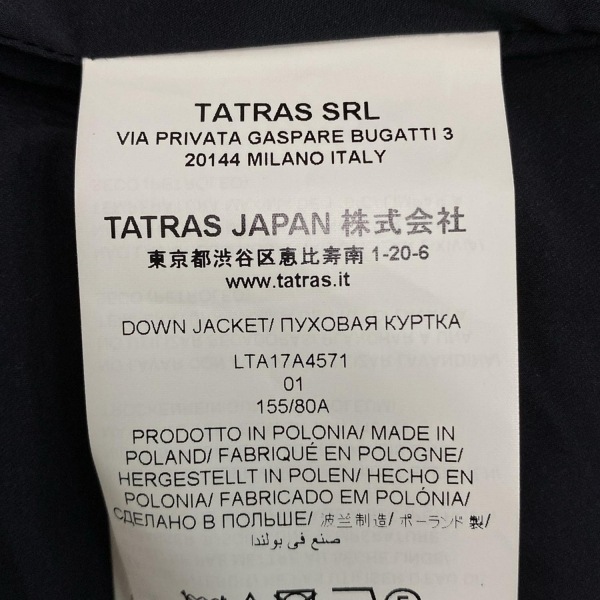 TATRAS SRL
VIA PRIVATA GASPARE BUGATTI 3
20144 MILANO ITALY
TATRAS JAPAN 株式会社
東京都渋谷区恵比寿南 1-20-6
www.tatras.it
DOWN JACKET/ ПУХОВАЯ КУРТКА
LTA17A4571
01
155/80A
PRODOTTO IN POLONIA/ MADE IN
POLAND/ FABRIQUÉ EN POLOGNE/
HERGESTELLT IN POLEN/ HECHO EN
POLONIA/ FABRICADO EM POLÓNIA/
СДЕЛАНО В ПОЛЬШЕ/ 波兰制造/ ポーランド 製/
صنع في بولندا